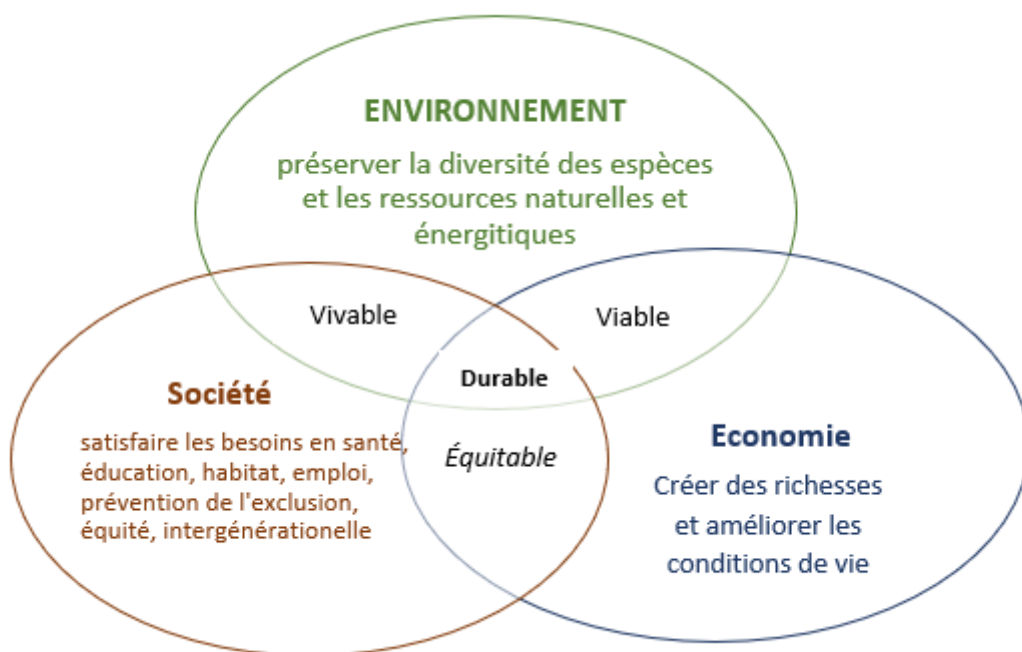 ENVIRONNEMENT
préserver la diversité des espèces
et les ressources naturelles et
énergitiques
Vivable
Viable
Durable
Société
satisfaire les besoins en santé,
éducation, habitat, emploi,
prévention de l'exclusion,
équité, intergénérationelle
Équitable
Economie
Créer des richesses
et améliorer les
conditions de vie